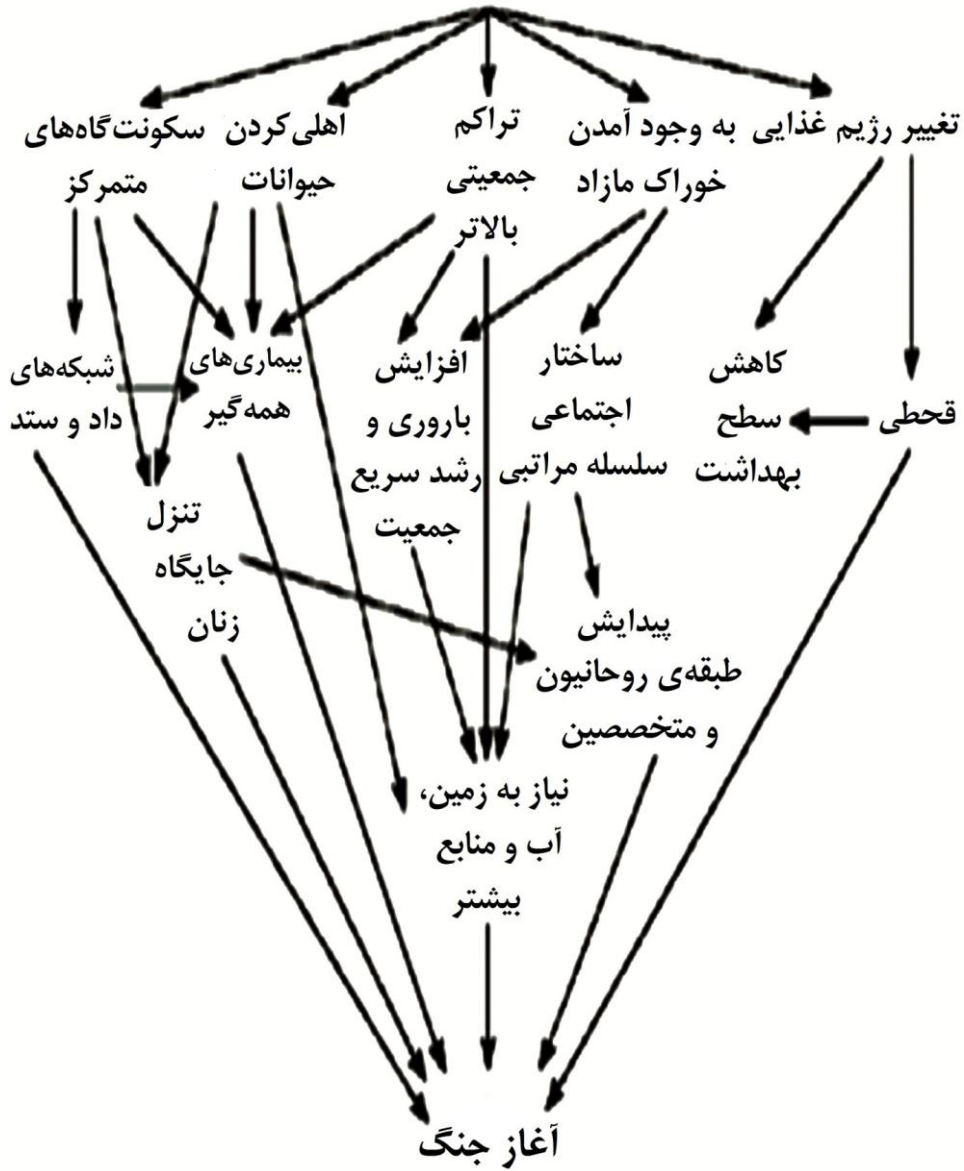 تغییر رژیم غذایی
به وجود آمدن
خوراک مازاد
تراکم
جمعیتی
بالاتر
اهلی‌کردن
حیوانات
سکونت‌گاه‌های
متمرکز
قحطی
کاهش
سطح
بهداشت
ساختار
اجتماعی
سلسله مراتبی
افزایش
باروری و
رشد سریع
جمعیت
بیماری‌های
همه‌گیر
شبکه‌های
داد و ستد
تنزل
جایگاه
زنان
پیدایش
طبقه‌ی روحانیون
و متخصصین
نیاز به زمین،
آب و منابع
بیشتر
آغاز جنگ